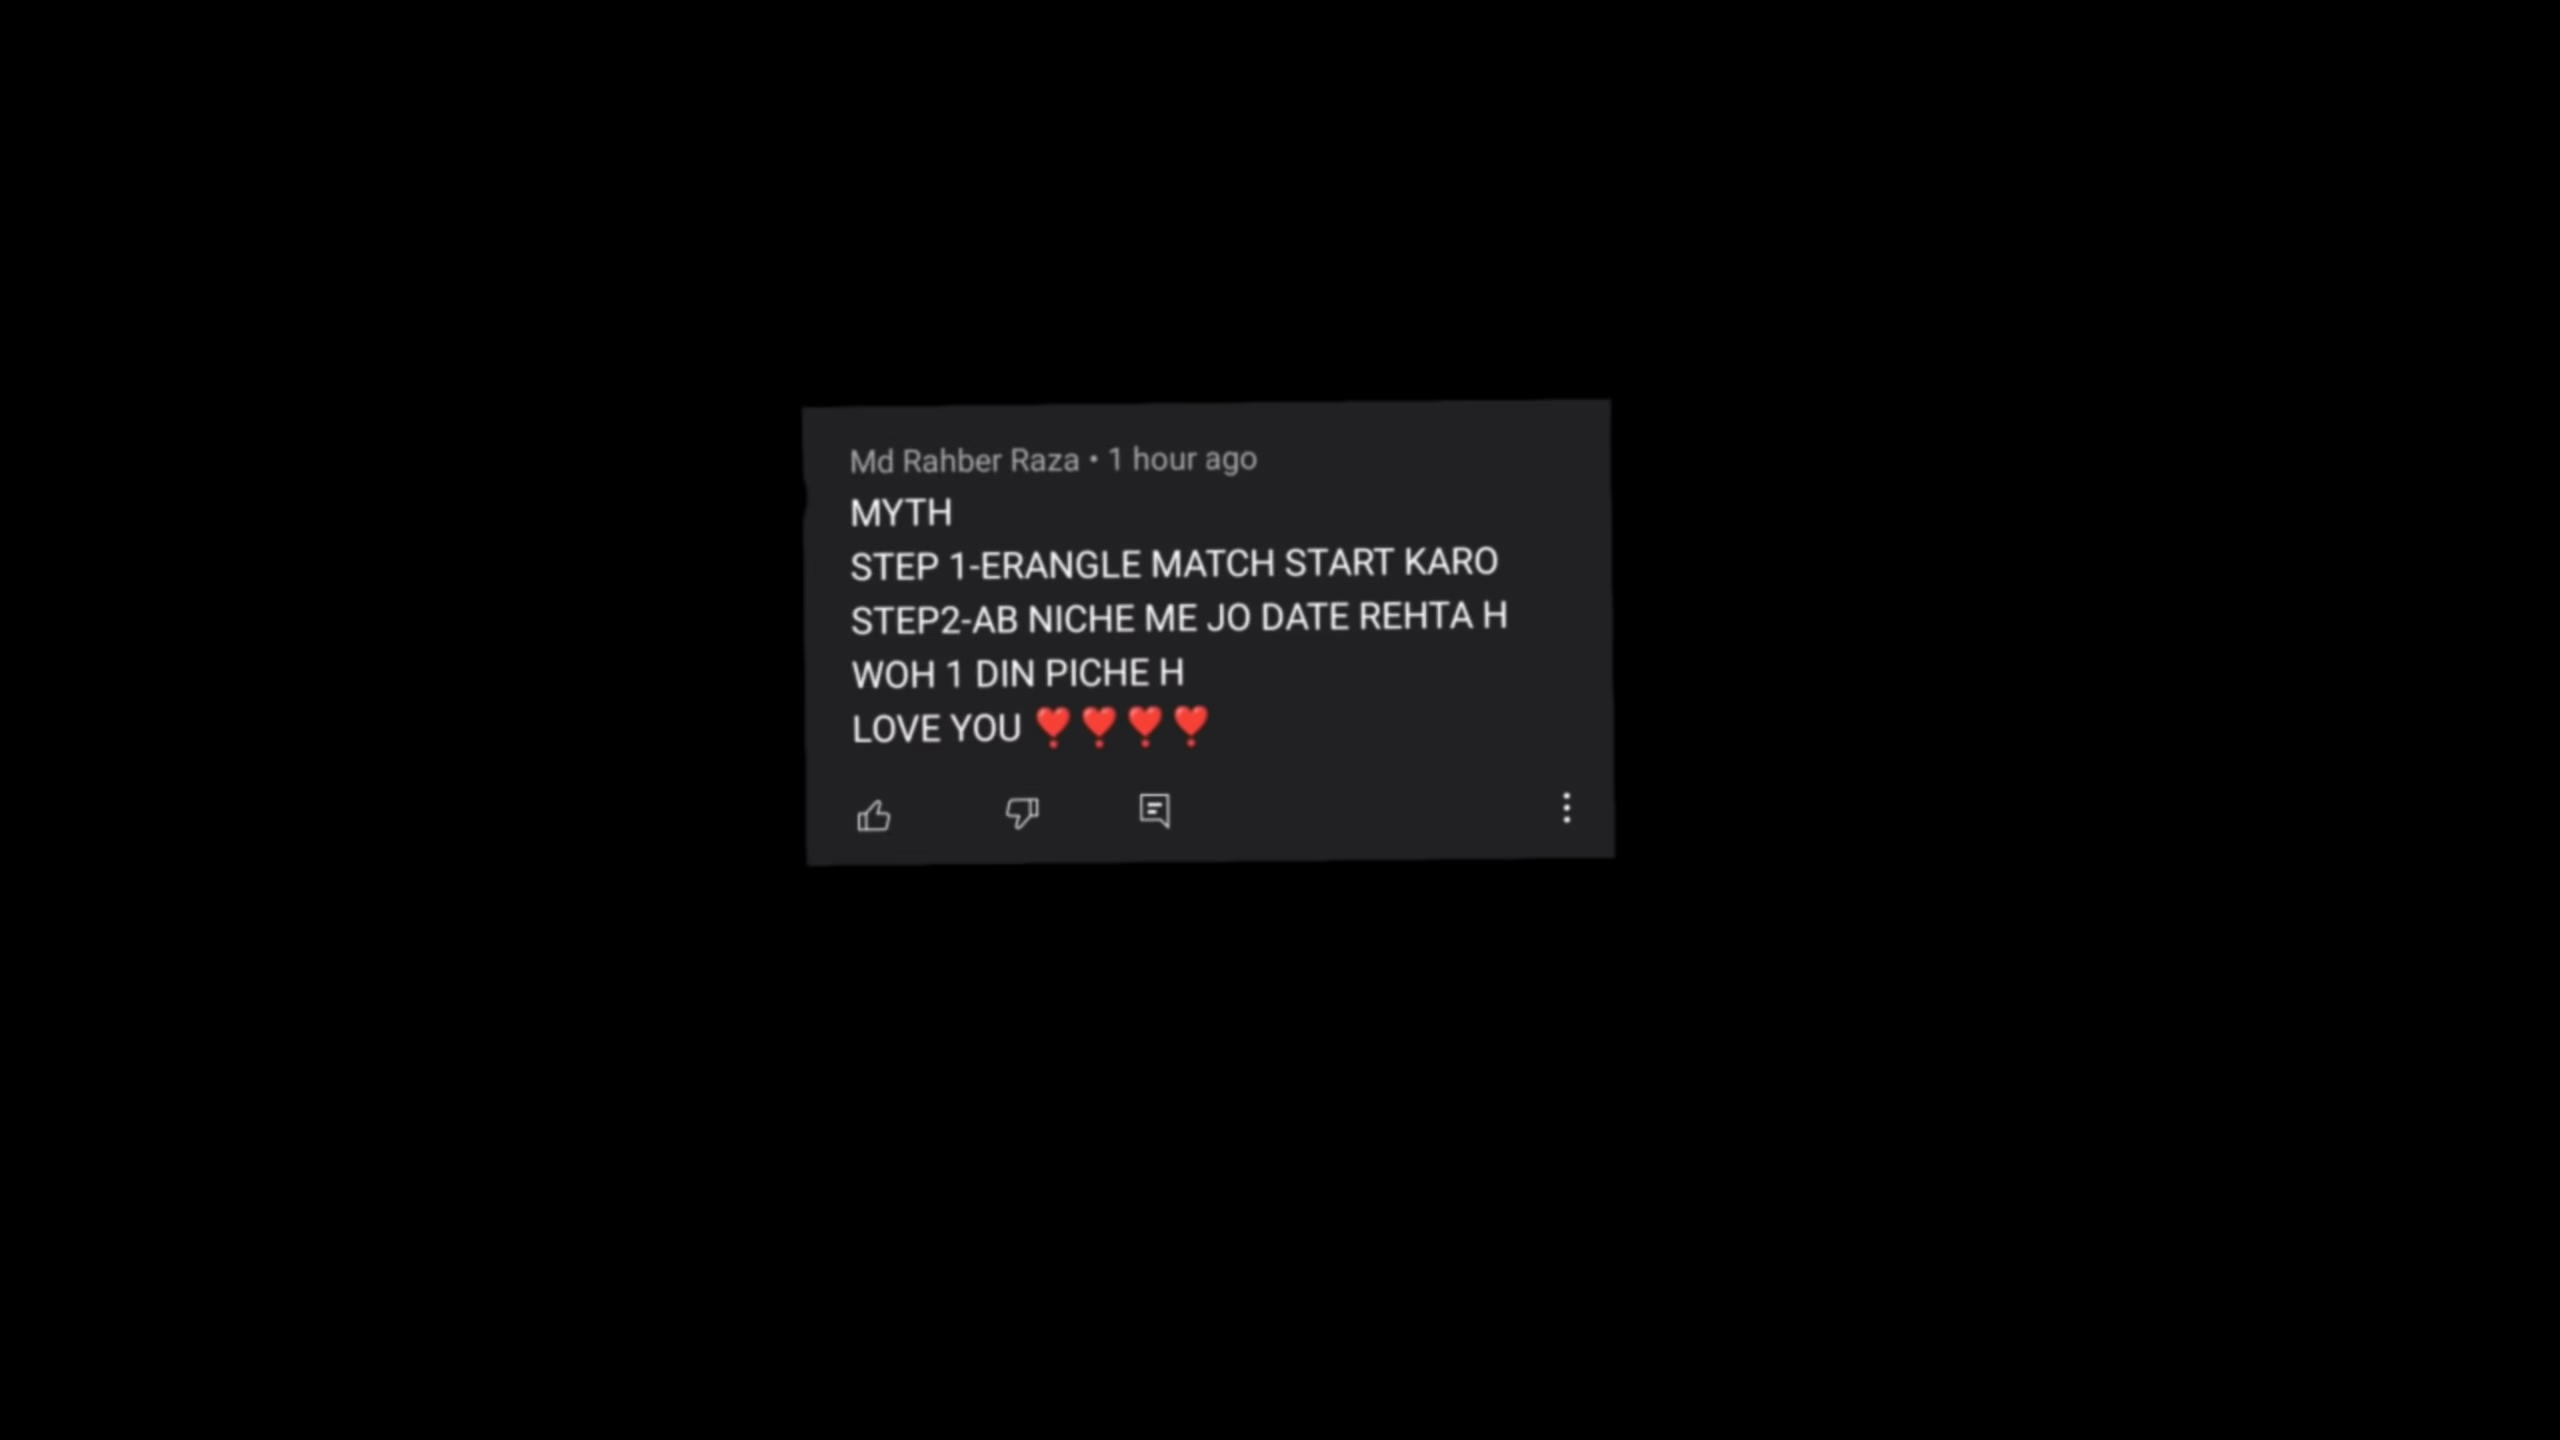 Md Rahber Raza • 1 hour ago
MYTH
STEP 1-ERANGLE MATCH START KARO
STEP2-AB NICHE ME JO DATE REHTA H
WOH 1 DIN PICHE H
LOVE YOU ❣️❣️❣️❣️